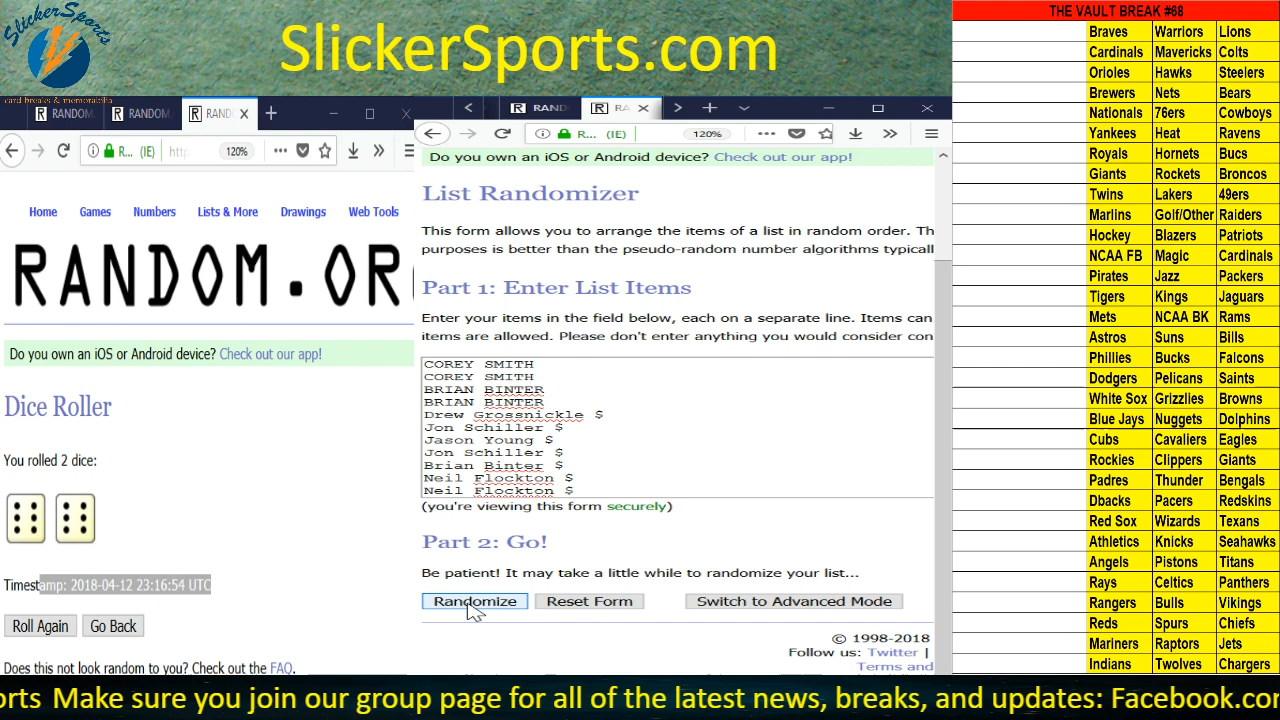 SlickerSports
card breaks & memorabilia
SlickerSports.com
RANDOM
RANDOM
RAND
120%
Home Games Numbers Lists & More Drawings Web Tools
RANDOM.OR
Do you own an iOS or Android device? Check out our app!
Dice Roller
You rolled 2 dice:
Timestamp: 2018-04-12 23:16:54 UTC
Roll Again Go Back
Does this not look random to you? Check out the FAQ.
RAND
RA
R... (IE) 120%
Do you own an iOS or Android device? Check out our app!
List Randomizer
This form allows you to arrange the items of a list in random order. Th
purposes is better than the pseudo-random number algorithms typicall
Part 1: Enter List Items
Enter your items in the field below, each on a separate line. Items can
items are allowed. Please don't enter anything you would consider con
COREY SMITH
COREY SMITH
BRIAN BINTER
BRIAN BINTER
Drew Grossnickle $
Jon Schiller $
Jason Young $
Jon Schiller $
Brian Binter $
Neil Flockton $
Neil Flockton $
(you're viewing this form securely)
Part 2: Go!
Be patient! It may take a little while to randomize your list...
Randomize Reset Form Switch to Advanced Mode
© 1998-2018
Follow us: Twitter |
Terms and
THE VAULT BREAK #68
Braves Warriors Lions
Cardinals Mavericks Colts
Orioles Hawks Steelers
Brewers Nets Bears
Nationals 76ers Cowboys
Yankees Heat Ravens
Royals Hornets Bucs
Giants Rockets Broncos
Twins Lakers 49ers
Marlins Golf/Other Raiders
Hockey Blazers Patriots
NCAA FB Magic Cardinals
Pirates Jazz Packers
Tigers Kings Jaguars
Mets NCAA BK Rams
Astros Suns Bills
Phillies Bucks Falcons
Dodgers Pelicans Saints
White Sox Grizzlies Browns
Blue Jays Nuggets Dolphins
Cubs Cavaliers Eagles
Rockies Clippers Giants
Padres Thunder Bengals
Dbacks Pacers Redskins
Red Sox Wizards Texans
Athletics Knicks Seahawks
Angels Pistons Titans
Rays Celtics Panthers
Rangers Bulls Vikings
Reds Spurs Chiefs
Mariners Raptors Jets
Indians Twolves Chargers
orts Make sure you join our group page for all of the latest news, breaks, and updates: Facebook.co